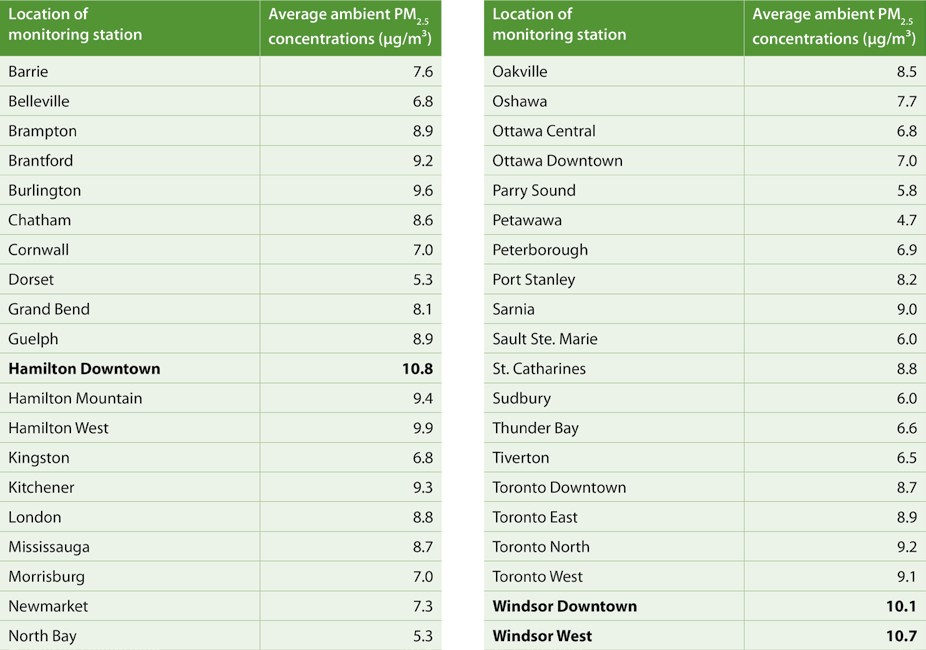 Location of
monitoring station
Average ambient PM2.5
concentrations (µg/m³)
Barrie 7.6
Belleville 6.8
Brampton 8.9
Brantford 9.2
Burlington 9.6
Chatham 8.6
Cornwall 7.0
Dorset 5.3
Grand Bend 8.1
Guelph 8.9
Hamilton Downtown 10.8
Hamilton Mountain 9.4
Hamilton West 9.9
Kingston 6.8
Kitchener 9.3
London 8.8
Mississauga 8.7
Morrisburg 7.0
Newmarket 7.3
North Bay 5.3
Location of
monitoring station
Average ambient PM2.5
concentrations (µg/m³)
Oakville 8.5
Oshawa 7.7
Ottawa Central 6.8
Ottawa Downtown 7.0
Parry Sound 5.8
Petawawa 4.7
Peterborough 6.9
Port Stanley 8.2
Sarnia 9.0
Sault Ste. Marie 6.0
St. Catharines 8.8
Sudbury 6.0
Thunder Bay 6.6
Tiverton 6.5
Toronto Downtown 8.7
Toronto East 8.9
Toronto North 9.2
Toronto West 9.1
Windsor Downtown 10.1
Windsor West 10.7